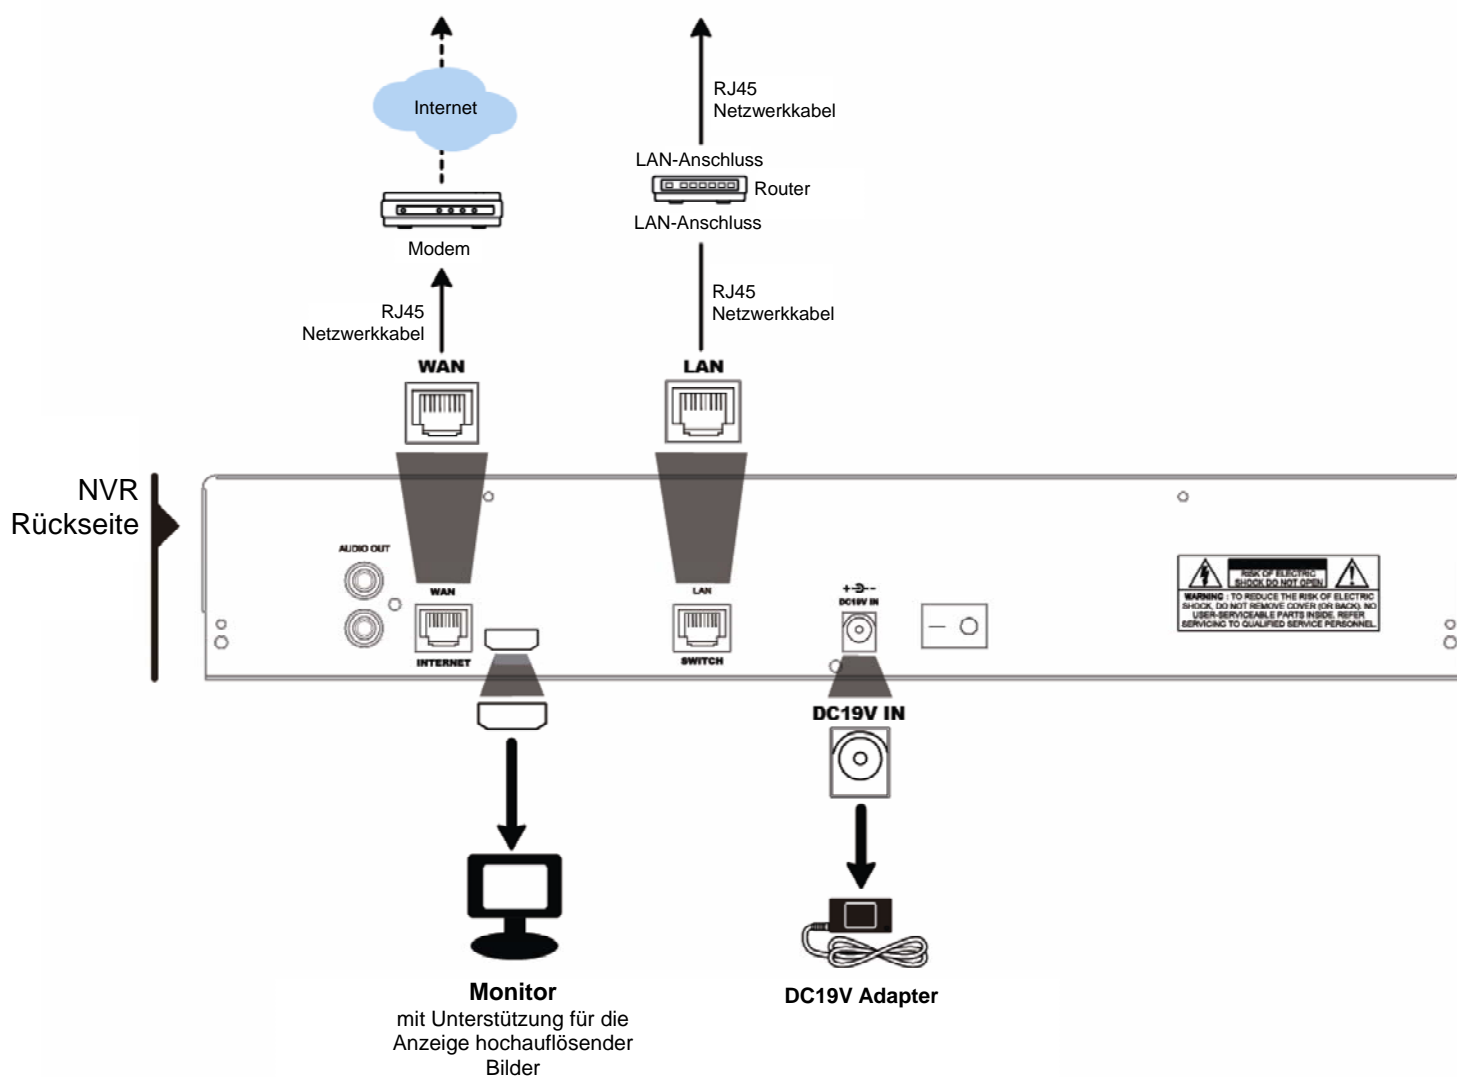 Internet
RJ45
Netzwerkkabel
LAN-Anschluss
Router
LAN-Anschluss
Modem
RJ45
Netzwerkkabel
RJ45
Netzwerkkabel
WAN
LAN
NVR
Rückseite
AUDIO OUT
WAN
INTERNET
LAN
SWITCH
DC19V IN
RISK OF ELECTRIC
SHOCK DO NOT OPEN
WARNING : TO REDUCE THE RISK OF ELECTRIC
SHOCK, DO NOT REMOVE COVER (OR BACK). NO
USER-SERVICEABLE PARTS INSIDE. REFER
SERVICING TO QUALIFIED SERVICE PERSONNEL.
DC19V IN
Monitor
mit Unterstützung für die
Anzeige hochauflösender
Bilder
DC19V Adapter